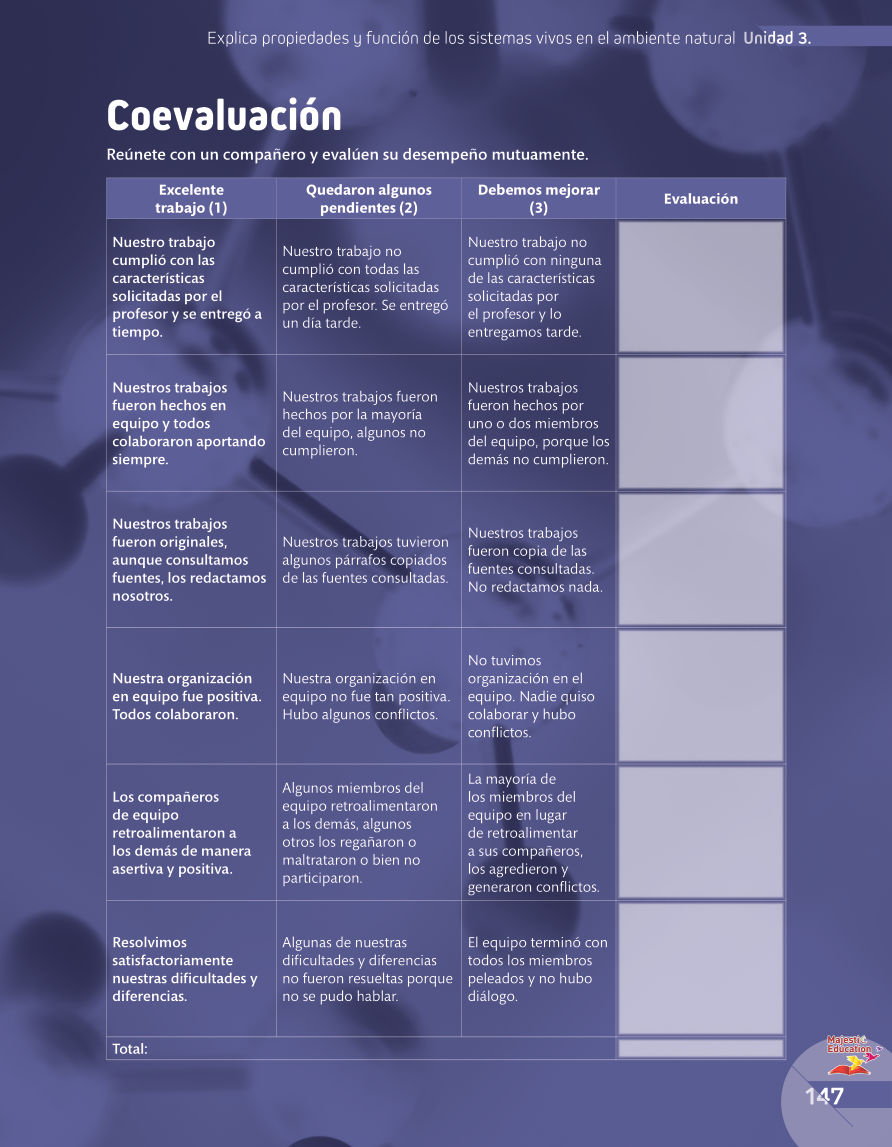 Explica propiedades y función de los sistemas vivos en el ambiente natural Unidad 3.
Coevaluación
Reúnete con un compañero y evalúen su desempeño mutuamente.
Excelente
trabajo (1)
Quedaron algunos
pendientes (2)
Debemos mejorar
(3)
Evaluación
Nuestro trabajo
cumplió con las
características
solicitadas por el
profesor y se entregó a
tiempo.
Nuestro trabajo no
cumplió con todas las
características solicitadas
por el profesor. Se entregó
un día tarde.
Nuestro trabajo no
cumplió con ninguna
de las características
solicitadas por
el profesor y lo
entregamos tarde.
Nuestros trabajos
fueron hechos en
equipo y todos
colaboraron aportando
siempre.
Nuestros trabajos fueron
hechos por la mayoría
del equipo, algunos no
cumplieron.
Nuestros trabajos
fueron hechos por
uno o dos miembros
del equipo, porque los
demás no cumplieron.
Nuestros trabajos
fueron originales,
aunque consultamos
fuentes, los redactamos
nosotros.
Nuestros trabajos tuvieron
algunos párrafos copiados
de las fuentes consultadas.
Nuestros trabajos
fueron copia de las
fuentes consultadas.
No redactamos nada.
Nuestra organización
en equipo fue positiva.
Todos colaboraron.
Nuestra organización en
equipo no fue tan positiva.
Hubo algunos conflictos.
No tuvimos
organización en el
equipo. Nadie quiso
colaborar y hubo
conflictos.
Los compañeros
de equipo
retroalimentaron a
los demás de manera
asertiva y positiva.
Algunos miembros del
equipo retroalimentaron
a los demás, algunos
otros los regañaron o
maltrataron o bien no
participaron.
La mayoría de
los miembros del
equipo en lugar
de retroalimentar
a sus compañeros,
los agredieron y
generaron conflictos.
Resolvimos
satisfactoriamente
nuestras dificultades y
diferencias.
Algunas de nuestras
dificultades y diferencias
no fueron resueltas porque
no se pudo hablar.
El equipo terminó con
todos los miembros
peleados y no hubo
diálogo.
Total:
Majestic
Education
147